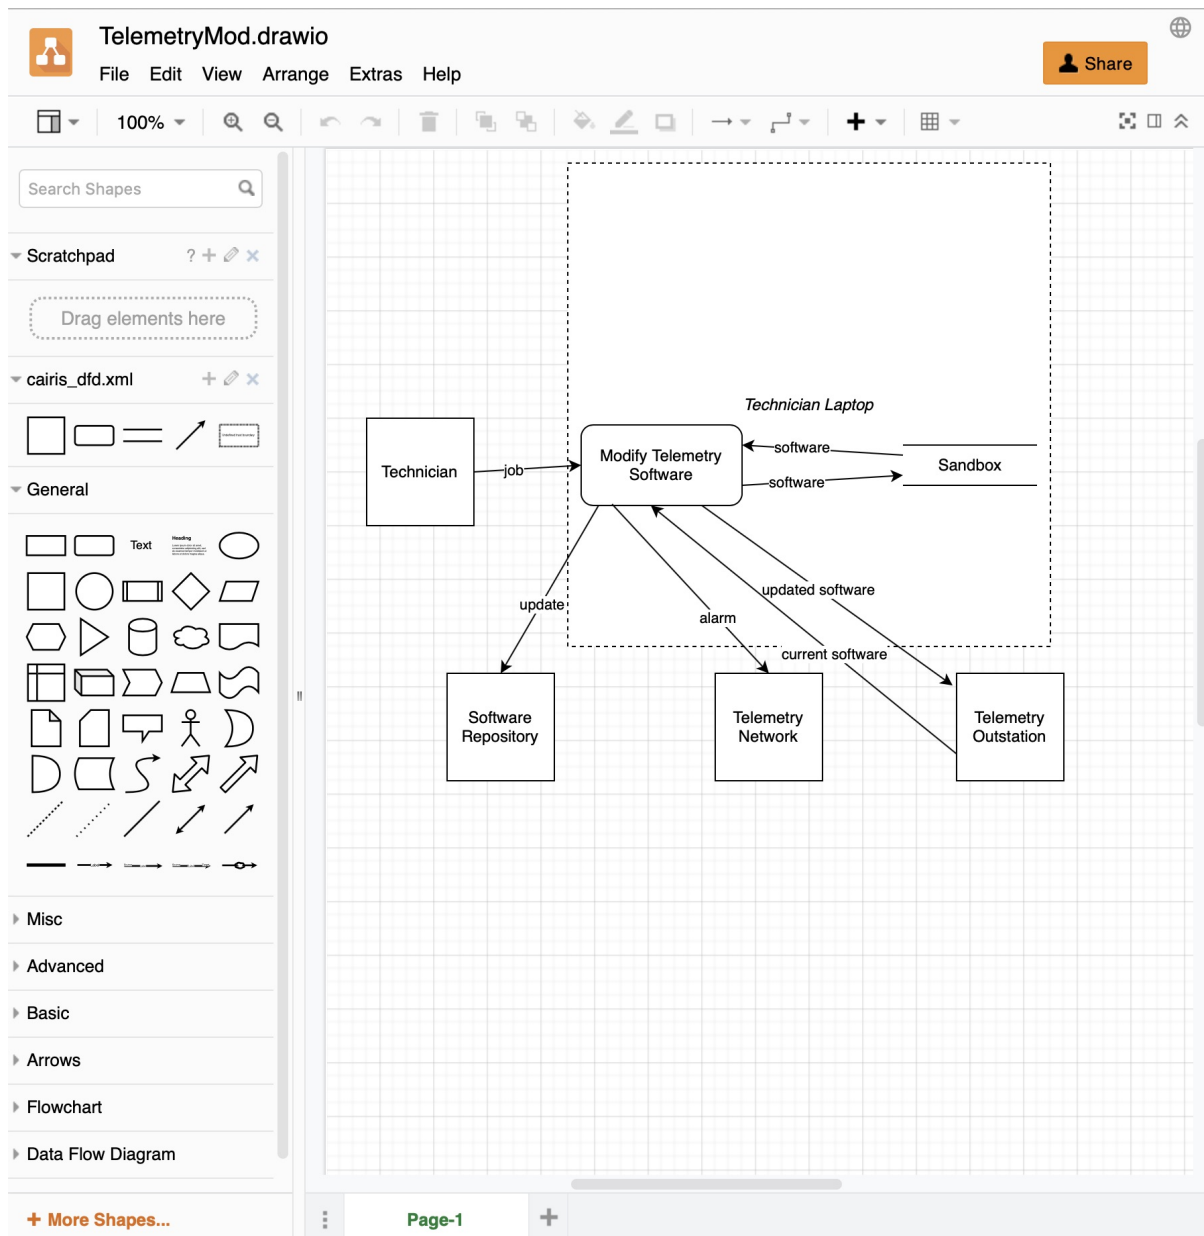 TelemetryMod.drawio
File Edit View Arrange Extras Help
Share
100%
Search Shapes
Scratchpad
?
Drag elements here
cairis_dfd.xml
General
Text
Heading
Misc
Advanced
Basic
Arrows
Flowchart
Data Flow Diagram
+ More Shapes...
Technician Laptop
Technician
job
Modify Telemetry
Software
software
software
Sandbox
update
alarm
updated software
current software
Software
Repository
Telemetry
Network
Telemetry
Outstation
Page-1